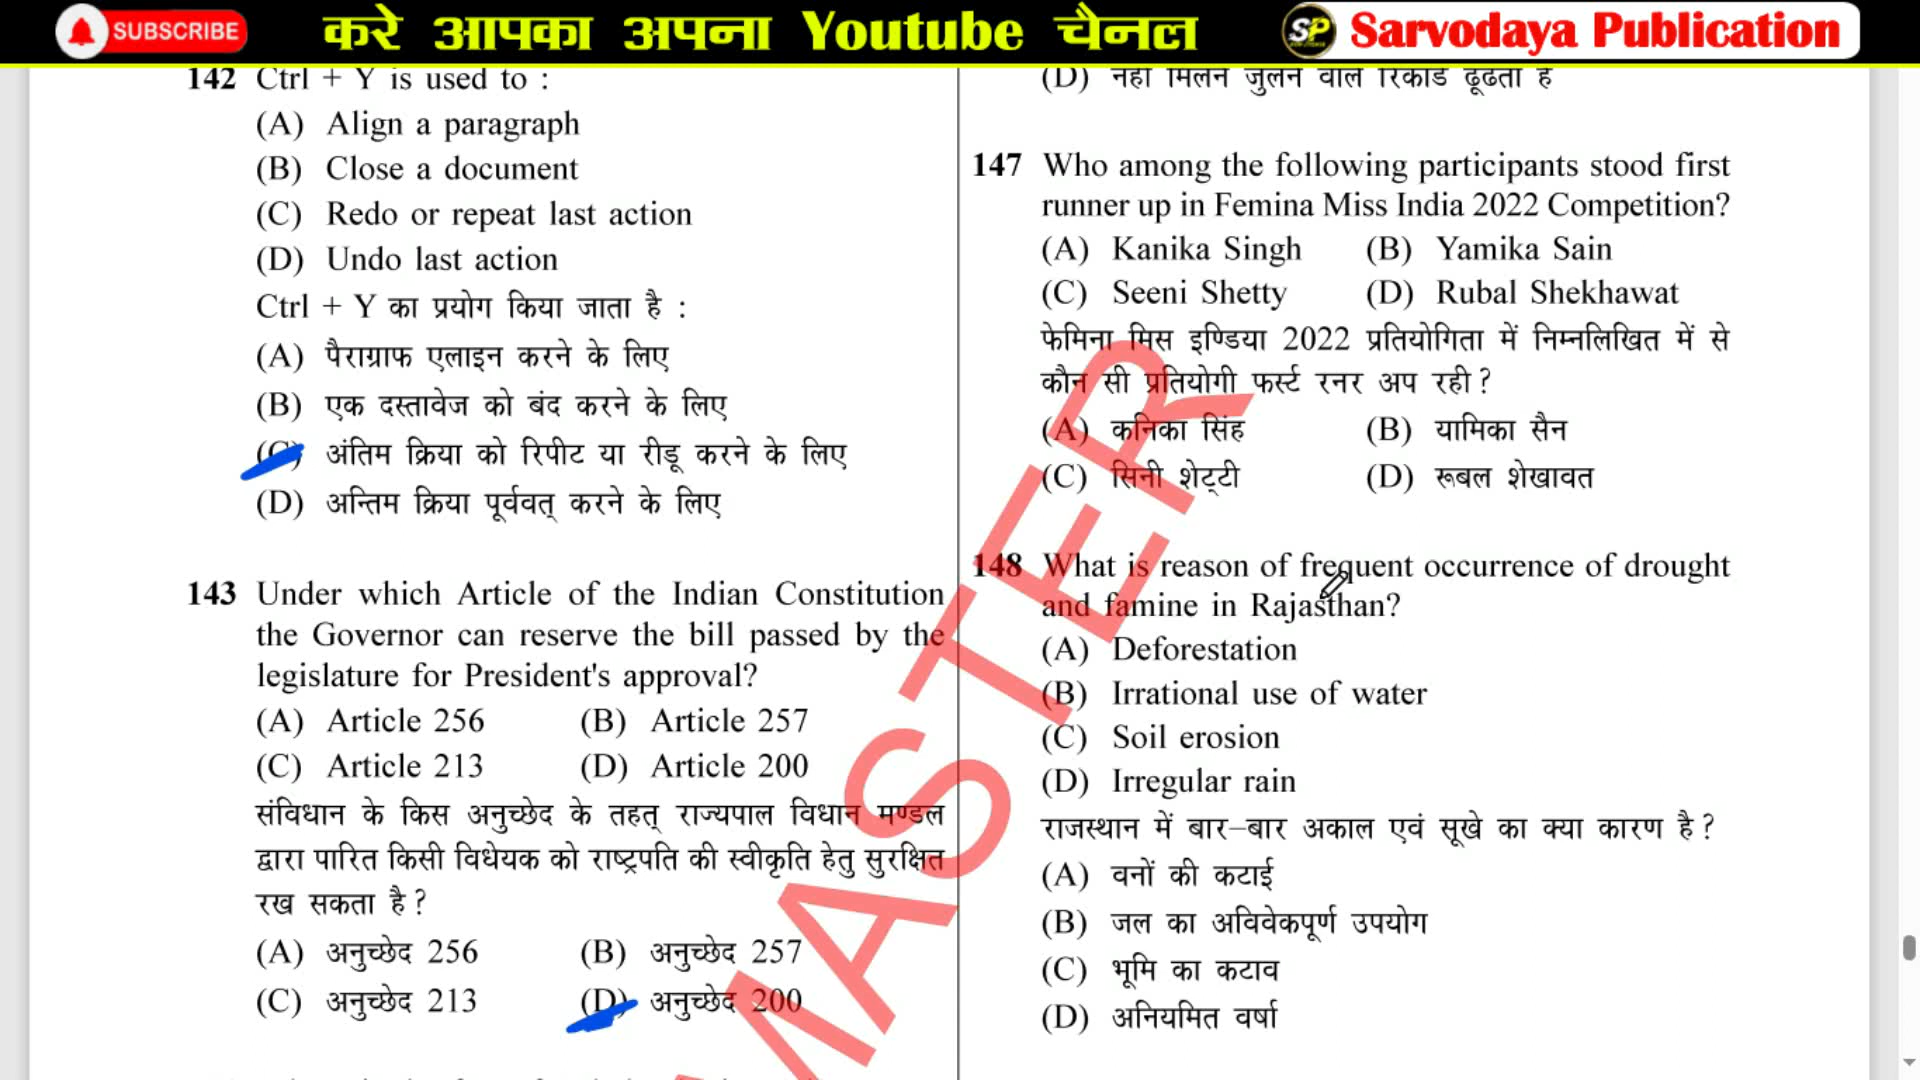 SUBSCRIBE करे आपका अपना Youtube चैनल SP Sarvodaya Publication
142 Ctrl + Y is used to :
(A) Align a paragraph
(B) Close a document
(C) Redo or repeat last action
(D) Undo last action
Ctrl + Y का प्रयोग किया जाता है :
(A) पैराग्राफ एलाइन करने के लिए
(B) एक दस्तावेज को बंद करने के लिए
(C) अंतिम क्रिया को रिपीट या रीडू करने के लिए
(D) अन्तिम क्रिया पूर्ववत् करने के लिए
143 Under which Article of the Indian Constitution
the Governor can reserve the bill passed by the
legislature for President's approval?
(A) Article 256 (B) Article 257
(C) Article 213 (D) Article 200
संविधान के किस अनुच्छेद के तहत् राज्यपाल विधान मण्डल
द्वारा पारित किसी विधेयक को राष्ट्रपति की स्वीकृति हेतु सुरक्षित
रख सकता है ?
(A) अनुच्छेद 256 (B) अनुच्छेद 257
(C) अनुच्छेद 213 (D) अनुच्छेद 200
(D) नहीं मिलने जुलने वाले रिकॉर्ड ढूढता है
147 Who among the following participants stood first
runner up in Femina Miss India 2022 Competition?
(A) Kanika Singh (B) Yamika Sain
(C) Seeni Shetty (D) Rubal Shekhawat
फेमिना मिस इण्डिया 2022 प्रतियोगिता में निम्नलिखित में से
कौन सी प्रतियोगी फर्स्ट रनर अप रही ?
(A) कनिका सिंह (B) यामिका सैन
(C) सिनी शेट्टी (D) रूबल शेखावत
148 What is reason of frequent occurrence of drought
and famine in Rajasthan?
(A) Deforestation
(B) Irrational use of water
(C) Soil erosion
(D) Irregular rain
राजस्थान में बार–बार अकाल एवं सूखे का क्या कारण है ?
(A) वनों की कटाई
(B) जल का अविवेकपूर्ण उपयोग
(C) भूमि का कटाव
(D) अनियमित वर्षा
MASTER